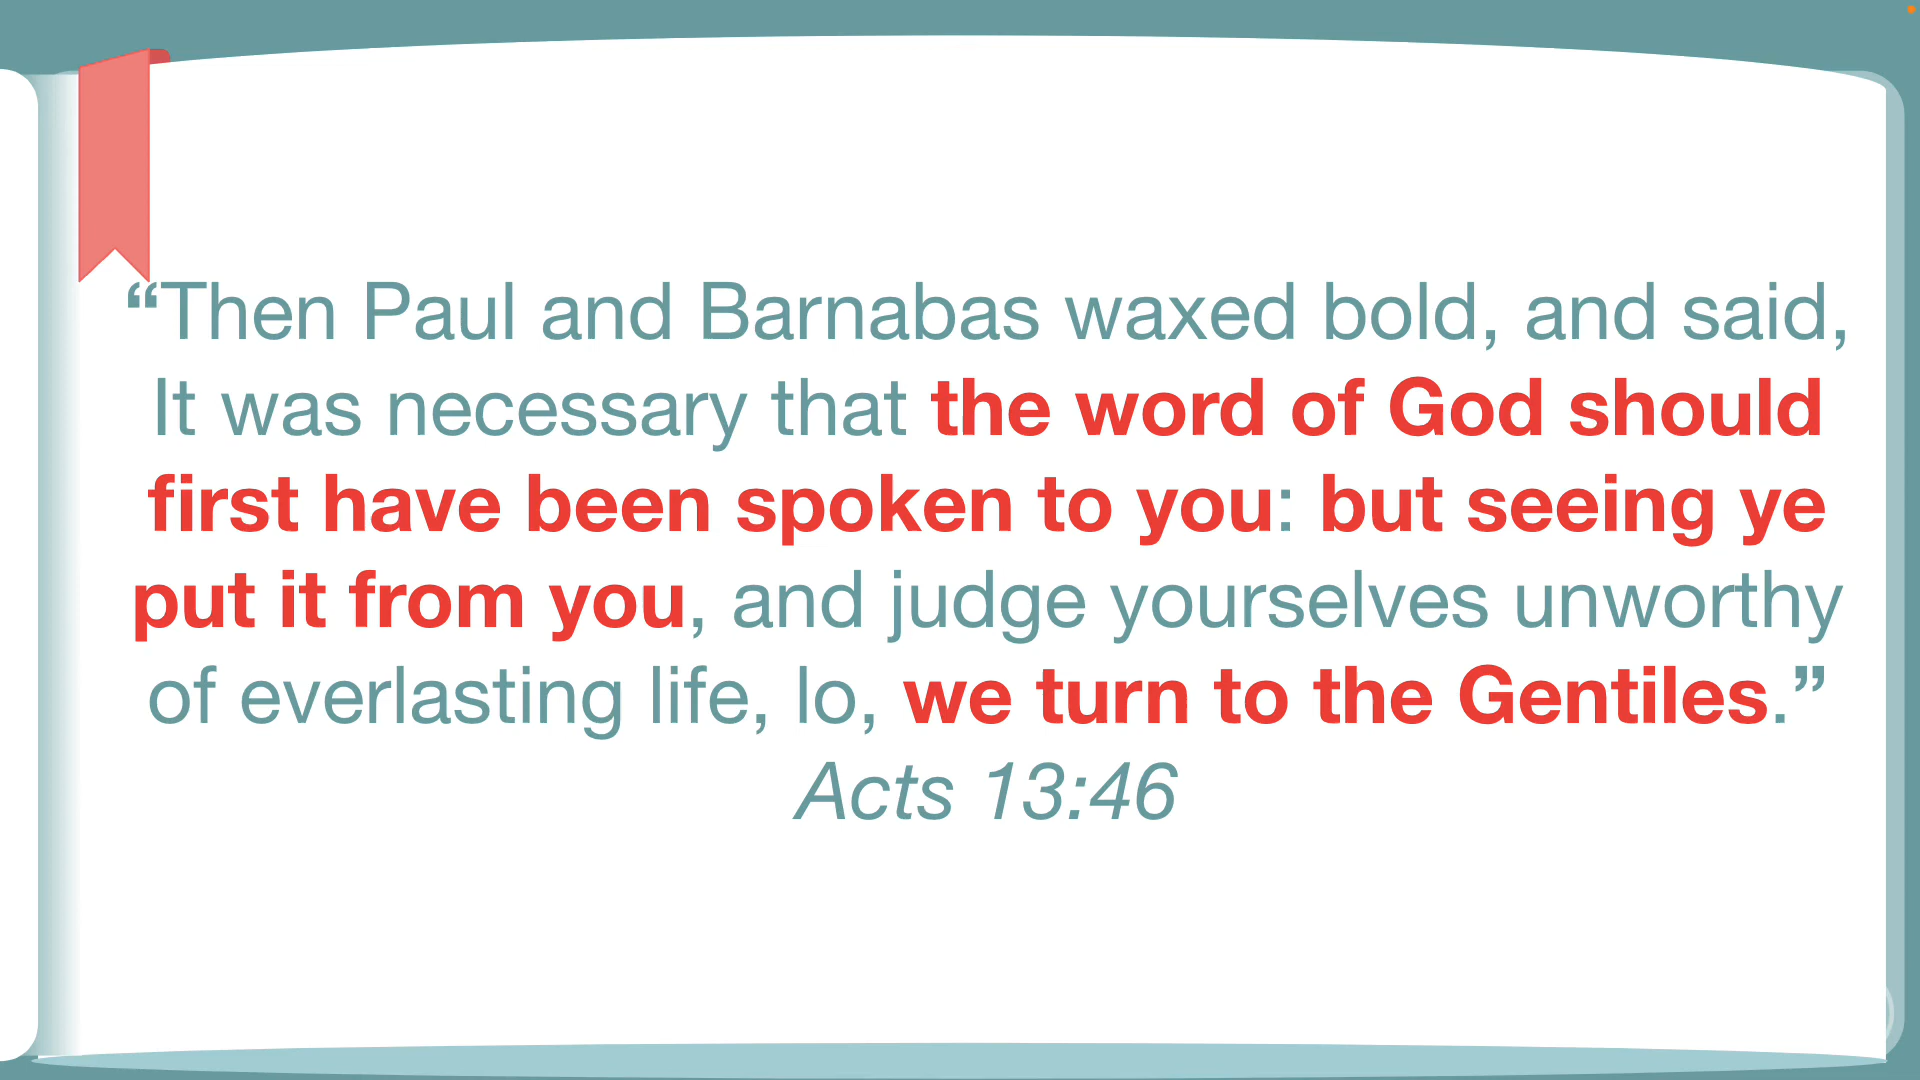 “Then Paul and Barnabas waxed bold, and said,
It was necessary that the word of God should
first have been spoken to you: but seeing ye
put it from you, and judge yourselves unworthy
of everlasting life, lo, we turn to the Gentiles.”
Acts 13:46